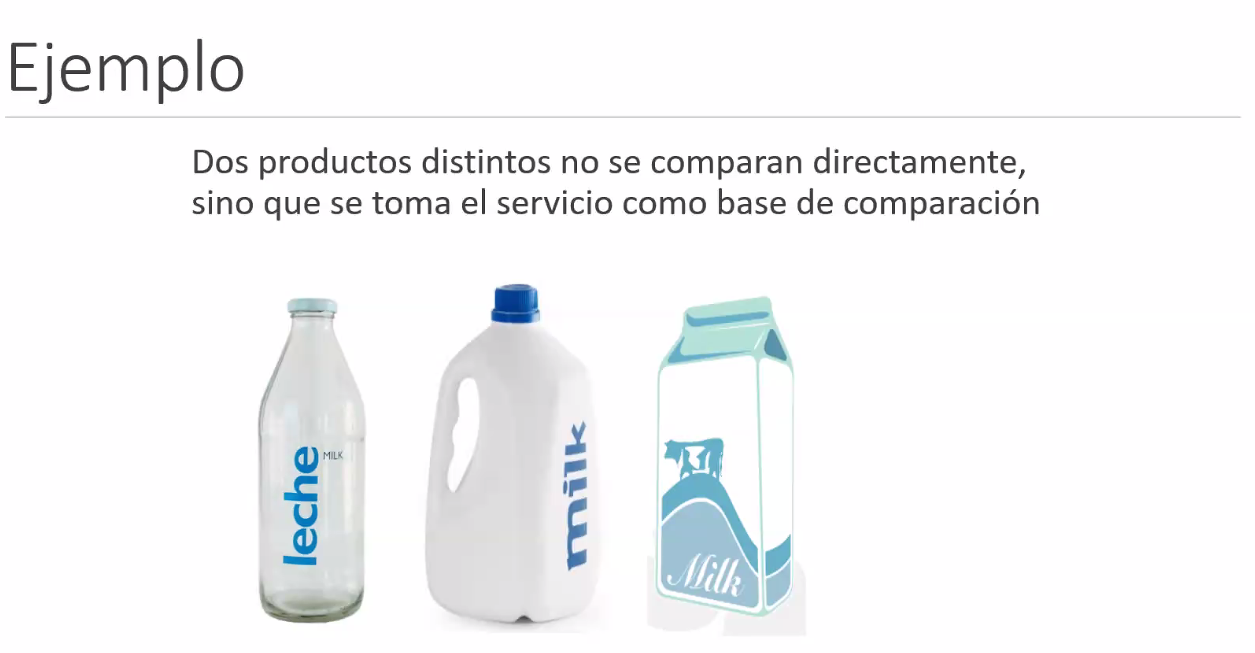 Ejemplo
Dos productos distintos no se comparan directamente,
sino que se toma el servicio como base de comparación
leche
MILK
milk
Milk